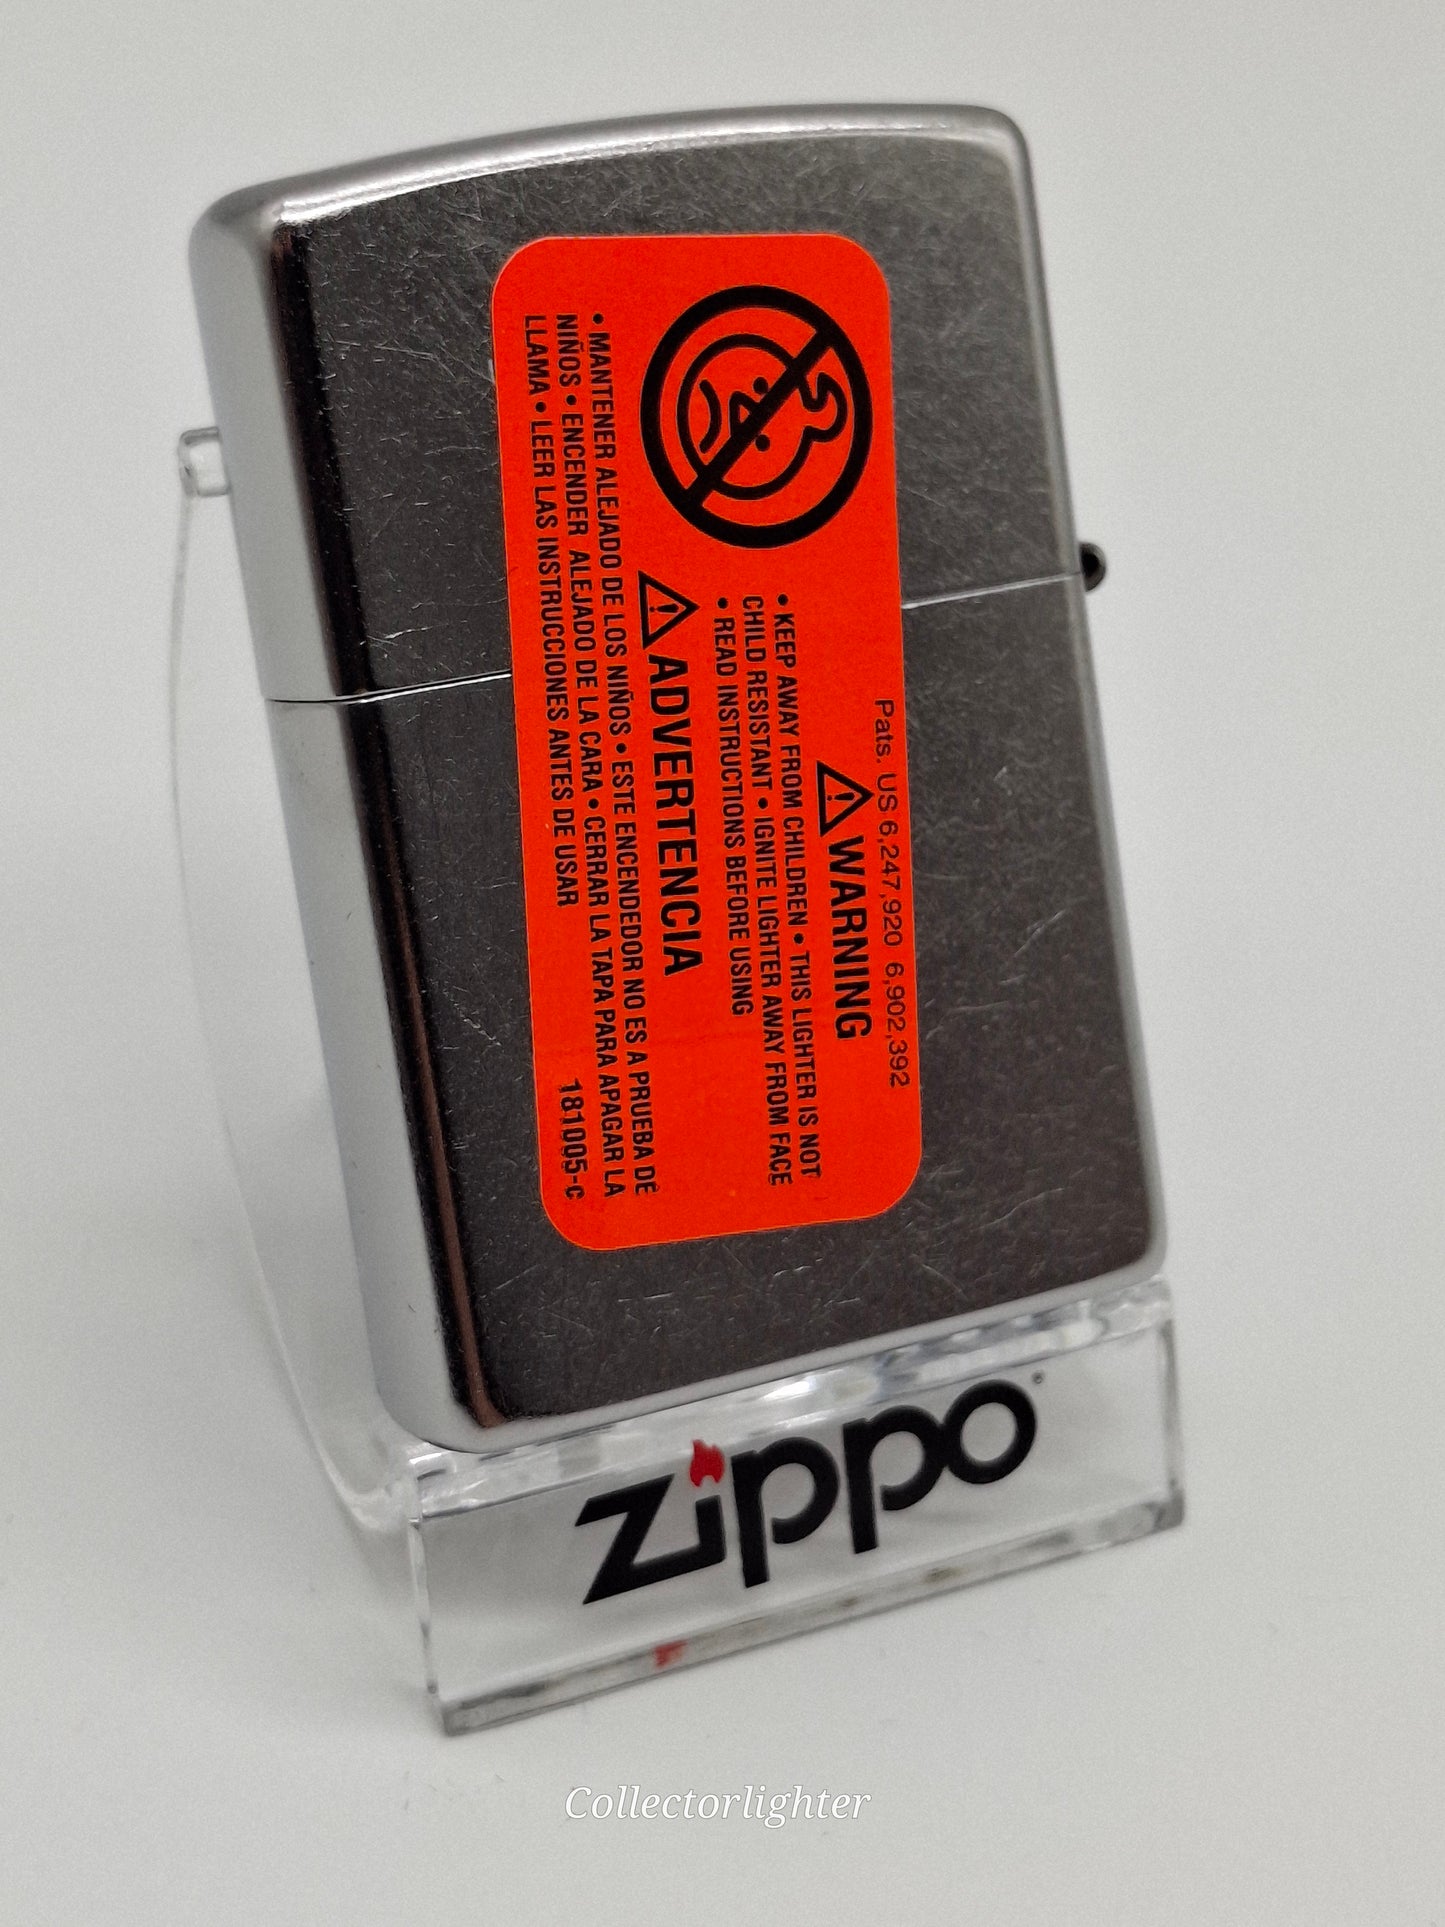 Pats. US 6,247,920 6,902,392
⚠WARNING
• KEEP AWAY FROM CHILDREN • THIS LIGHTER IS NOT
CHILD RESISTANT • IGNITE LIGHTER AWAY FROM FACE
• READ INSTRUCTIONS BEFORE USING
⚠ADVERTENCIA
• MANTENER ALEJADO DE LOS NIÑOS • ESTE ENCENDEDOR NO ES A PRUEBA DE
NIÑOS • ENCENDER ALEJADO DE LA CARA • CERRAR LA TAPA PARA APAGAR LA
LLAMA • LEER LAS INSTRUCCIONES ANTES DE USAR
181005-C
zippo
Collectorlighter